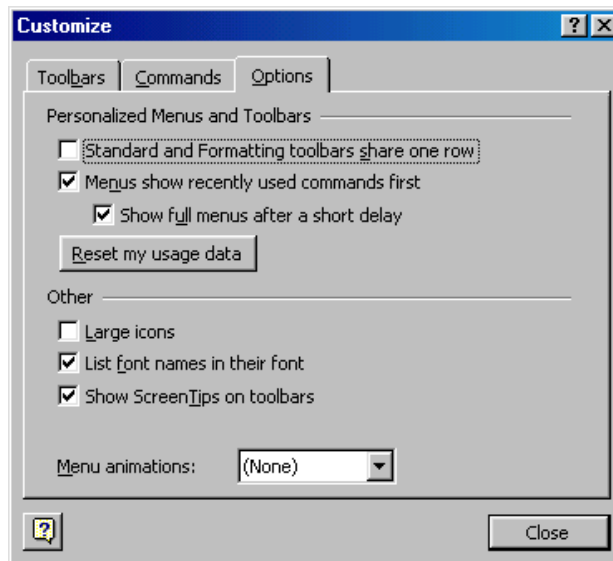 Customize
Toolbars Commands Options
Personalized Menus and Toolbars
Standard and Formatting toolbars share one row
Menus show recently used commands first
Show full menus after a short delay
Reset my usage data
Other
Large icons
List font names in their font
Show ScreenTips on toolbars
Menu animations: (None)
Close